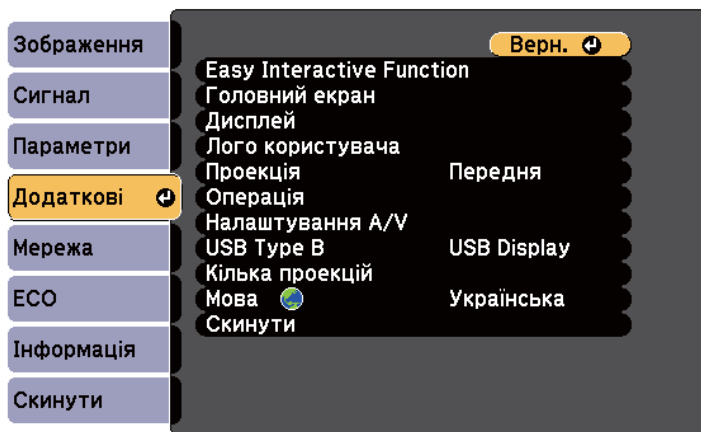 Зображення
Сигнал
Параметри
Додаткові
Мережа
ECO
Інформація
Скинути
Верн.
Easy Interactive Function
Головний екран
Дисплей
Лого користувача
Проекція Передня
Операція
Налаштування A/V
USB Type B USB Display
Кілька проекцій
Мова Українська
Скинути